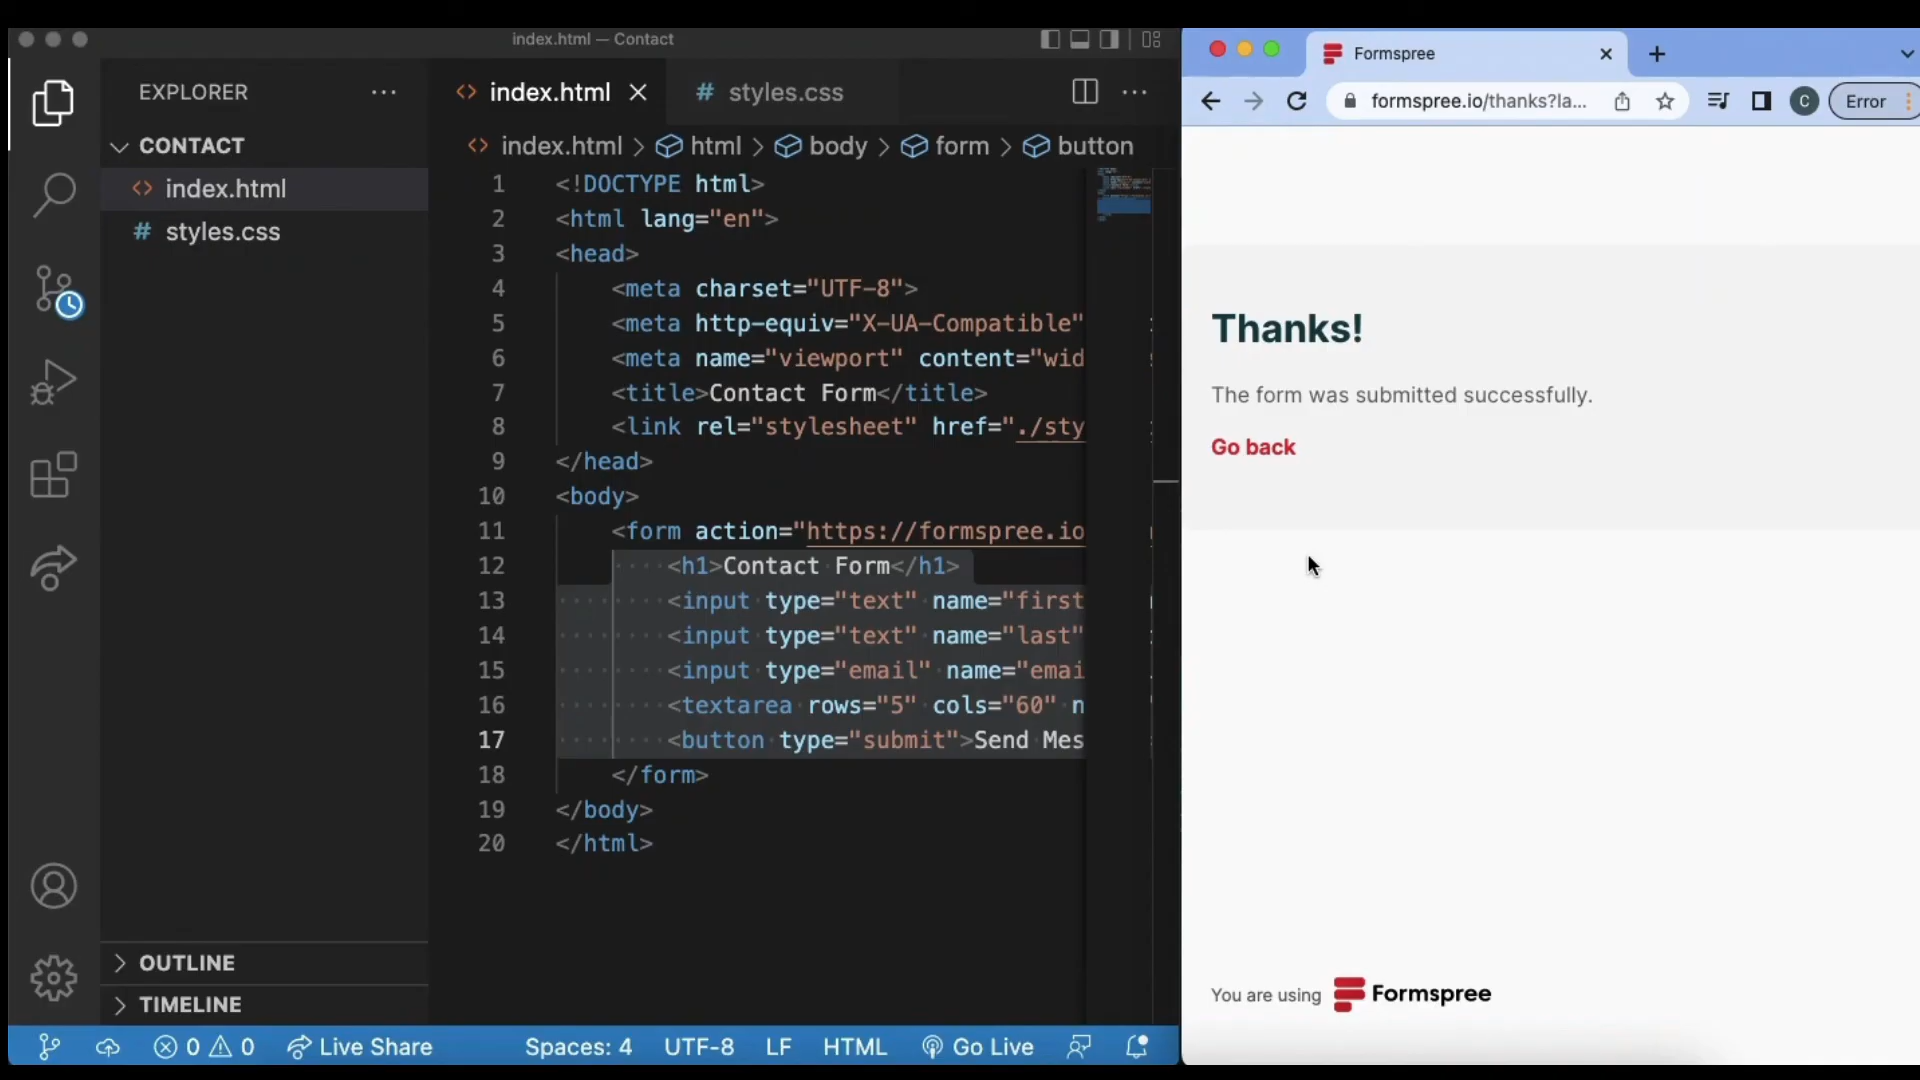 index.html — Contact
EXPLORER
CONTACT
index.html
styles.css
OUTLINE
TIMELINE
index.html
# styles.css
index.html > html > body > form > button
1 <!DOCTYPE html>
2 <html lang="en">
3 <head>
4 <meta charset="UTF-8">
5 <meta http-equiv="X-UA-Compatible"
6 <meta name="viewport" content="wid
7 <title>Contact Form</title>
8 <link rel="stylesheet" href="./sty
9 </head>
10 <body>
11 <form action="https://formspree.io
12 <h1>Contact Form</h1>
13 <input type="text" name="first
14 <input type="text" name="last"
15 <input type="email" name="emai
16 <textarea rows="5" cols="60" n
17 <button type="submit">Send Mes
18 </form>
19 </body>
20 </html>
0 0 Live Share Spaces: 4 UTF-8 LF HTML Go Live
Formspree
formspree.io/thanks?la...
C
Error
Thanks!
The form was submitted successfully.
Go back
You are using Formspree